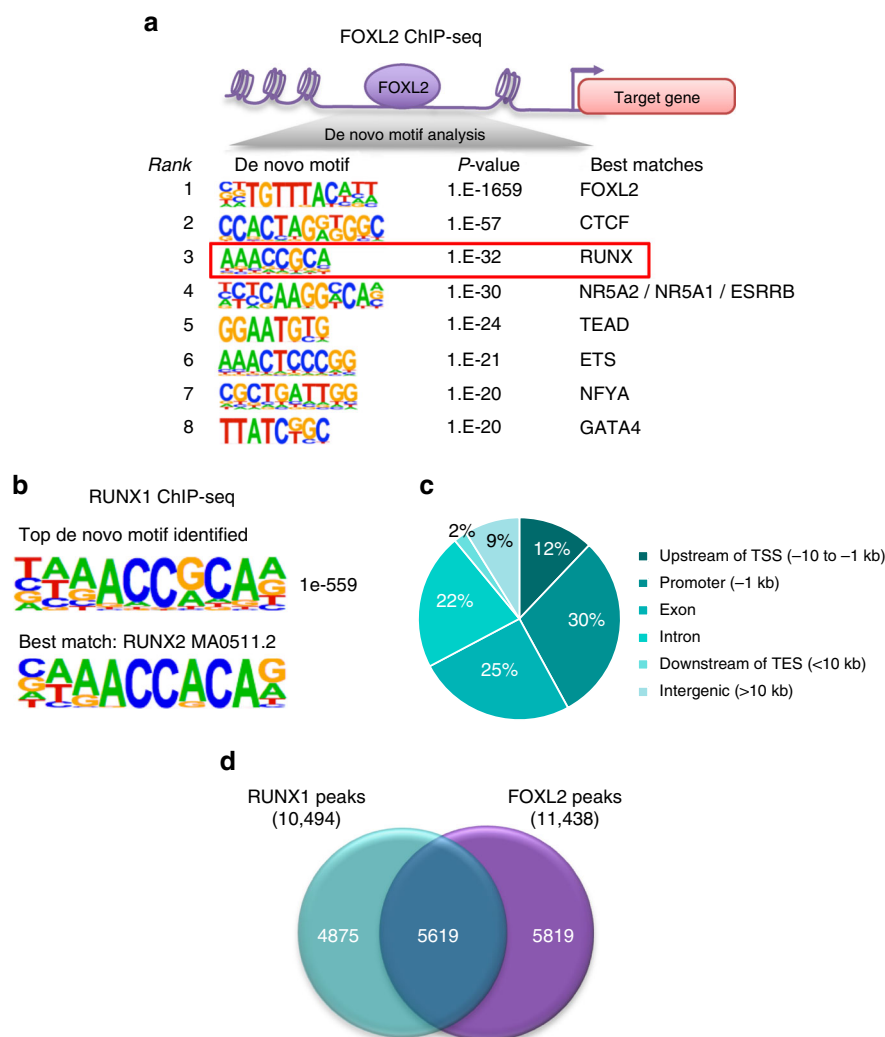 a
FOXL2 ChIP-seq
FOXL2
Target gene
De novo motif analysis
Rank De novo motif P-value Best matches
1 TGTTTAC 1.E-1659 FOXL2
2 CCACTAGGTGGC 1.E-57 CTCF
3 AAACCGCA 1.E-32 RUNX
4 TCTCAAGGTCAG 1.E-30 NR5A2 / NR5A1 / ESRRB
5 GGAATGTG 1.E-24 TEAD
6 AAACTCCCGG 1.E-21 ETS
7 CGCTGATTGG 1.E-20 NFYA
8 TTATCTGC 1.E-20 GATA4
b
RUNX1 ChIP-seq
Top de novo motif identified
TAAACCGCAA 1e-559
Best match: RUNX2 MA0511.2
CAAACCACAG
c
2%
9%
12%
22%
30%
25%
Upstream of TSS (–10 to –1 kb)
Promoter (–1 kb)
Exon
Intron
Downstream of TES (<10 kb)
Intergenic (>10 kb)
d
RUNX1 peaks
(10,494)
FOXL2 peaks
(11,438)
4875
5619
5819